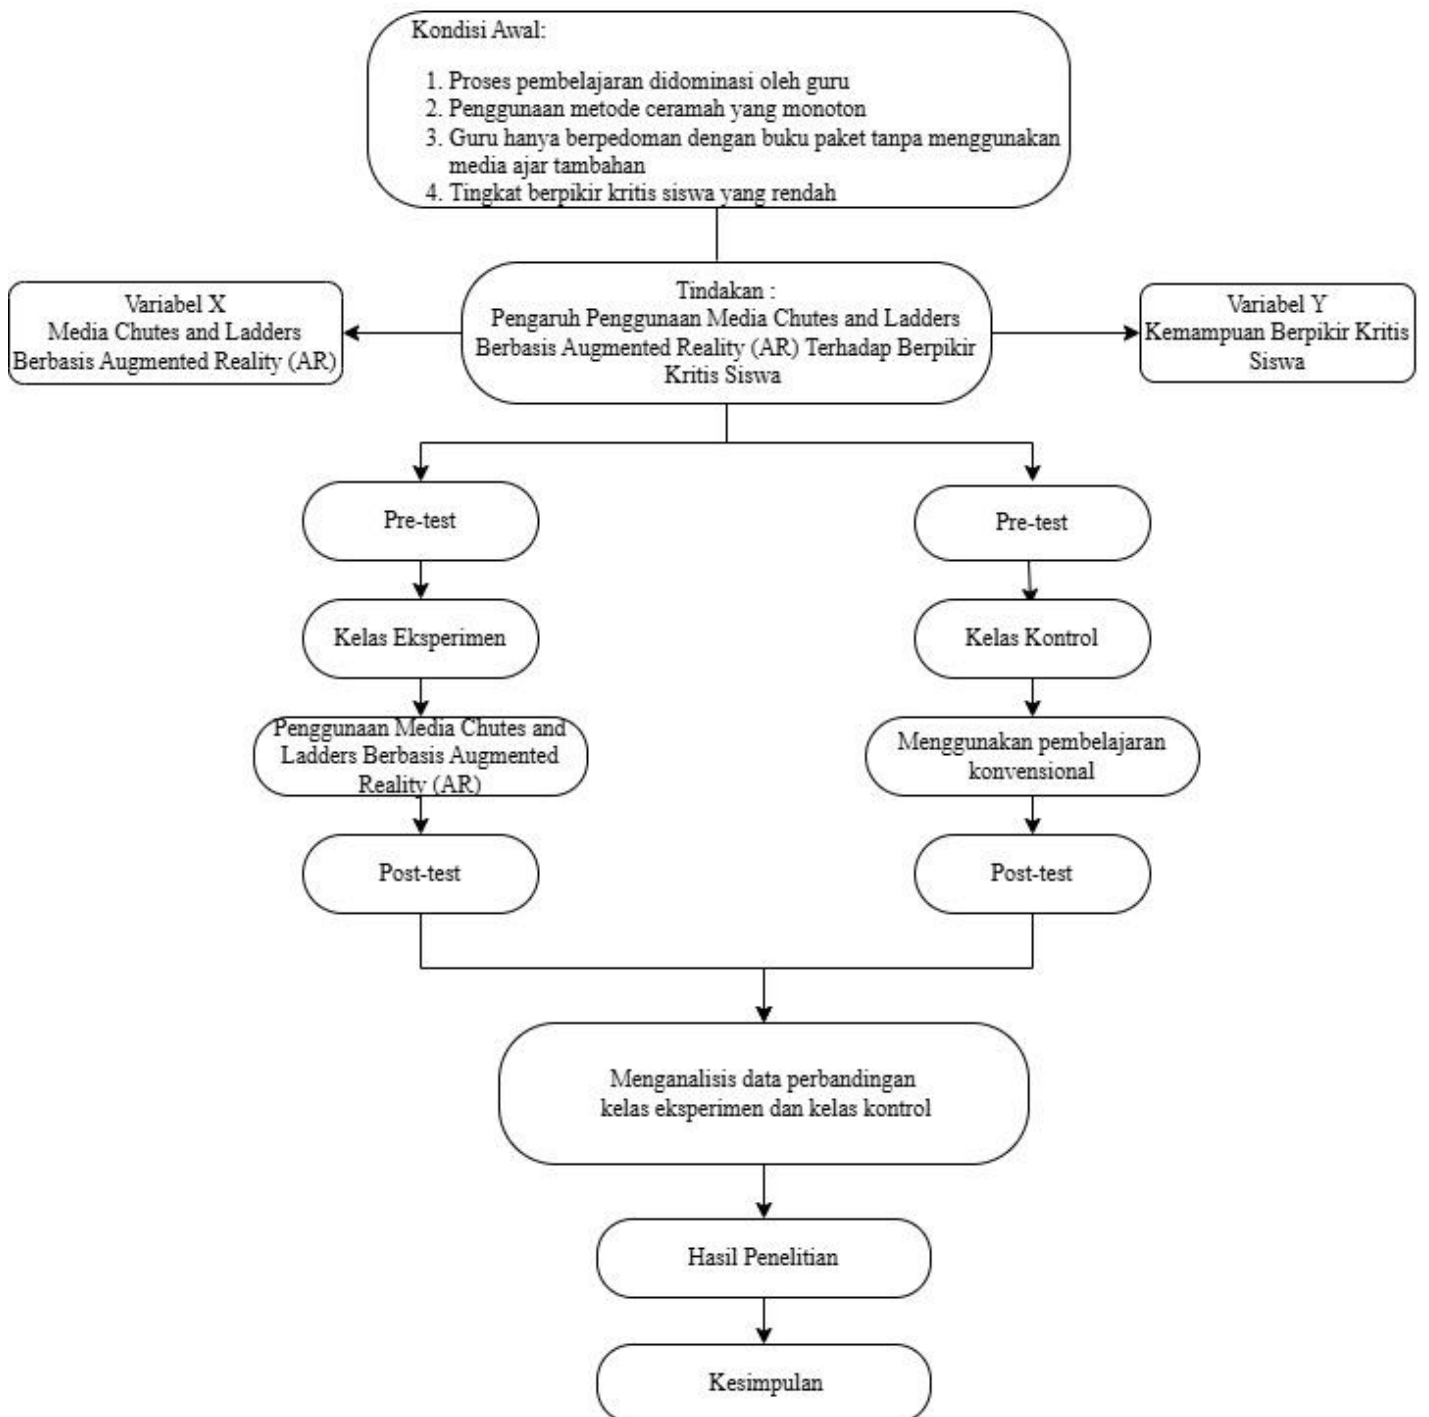 Kondisi Awal:
1. Proses pembelajaran didominasi oleh guru
2. Penggunaan metode ceramah yang monoton
3. Guru hanya berpedoman dengan buku paket tanpa menggunakan
media ajar tambahan
4. Tingkat berpikir kritis siswa yang rendah
Variabel X
Media Chutes and Ladders
Berbasis Augmented Reality (AR)
Tindakan :
Pengaruh Penggunaan Media Chutes and Ladders
Berbasis Augmented Reality (AR) Terhadap Berpikir
Kritis Siswa
Variabel Y
Kemampuan Berpikir Kritis
Siswa
Pre-test
Pre-test
Kelas Eksperimen
Kelas Kontrol
Penggunaan Media Chutes and
Ladders Berbasis Augmented
Reality (AR)
Menggunakan pembelajaran
konvensional
Post-test
Post-test
Menganalisis data perbandingan
kelas eksperimen dan kelas kontrol
Hasil Penelitian
Kesimpulan